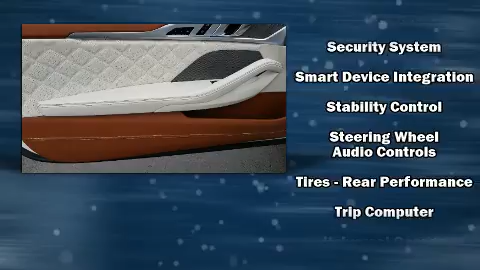 Security System
Smart Device Integration
Stability Control
Steering Wheel
Audio Controls
Tires - Rear Performance
Trip Computer